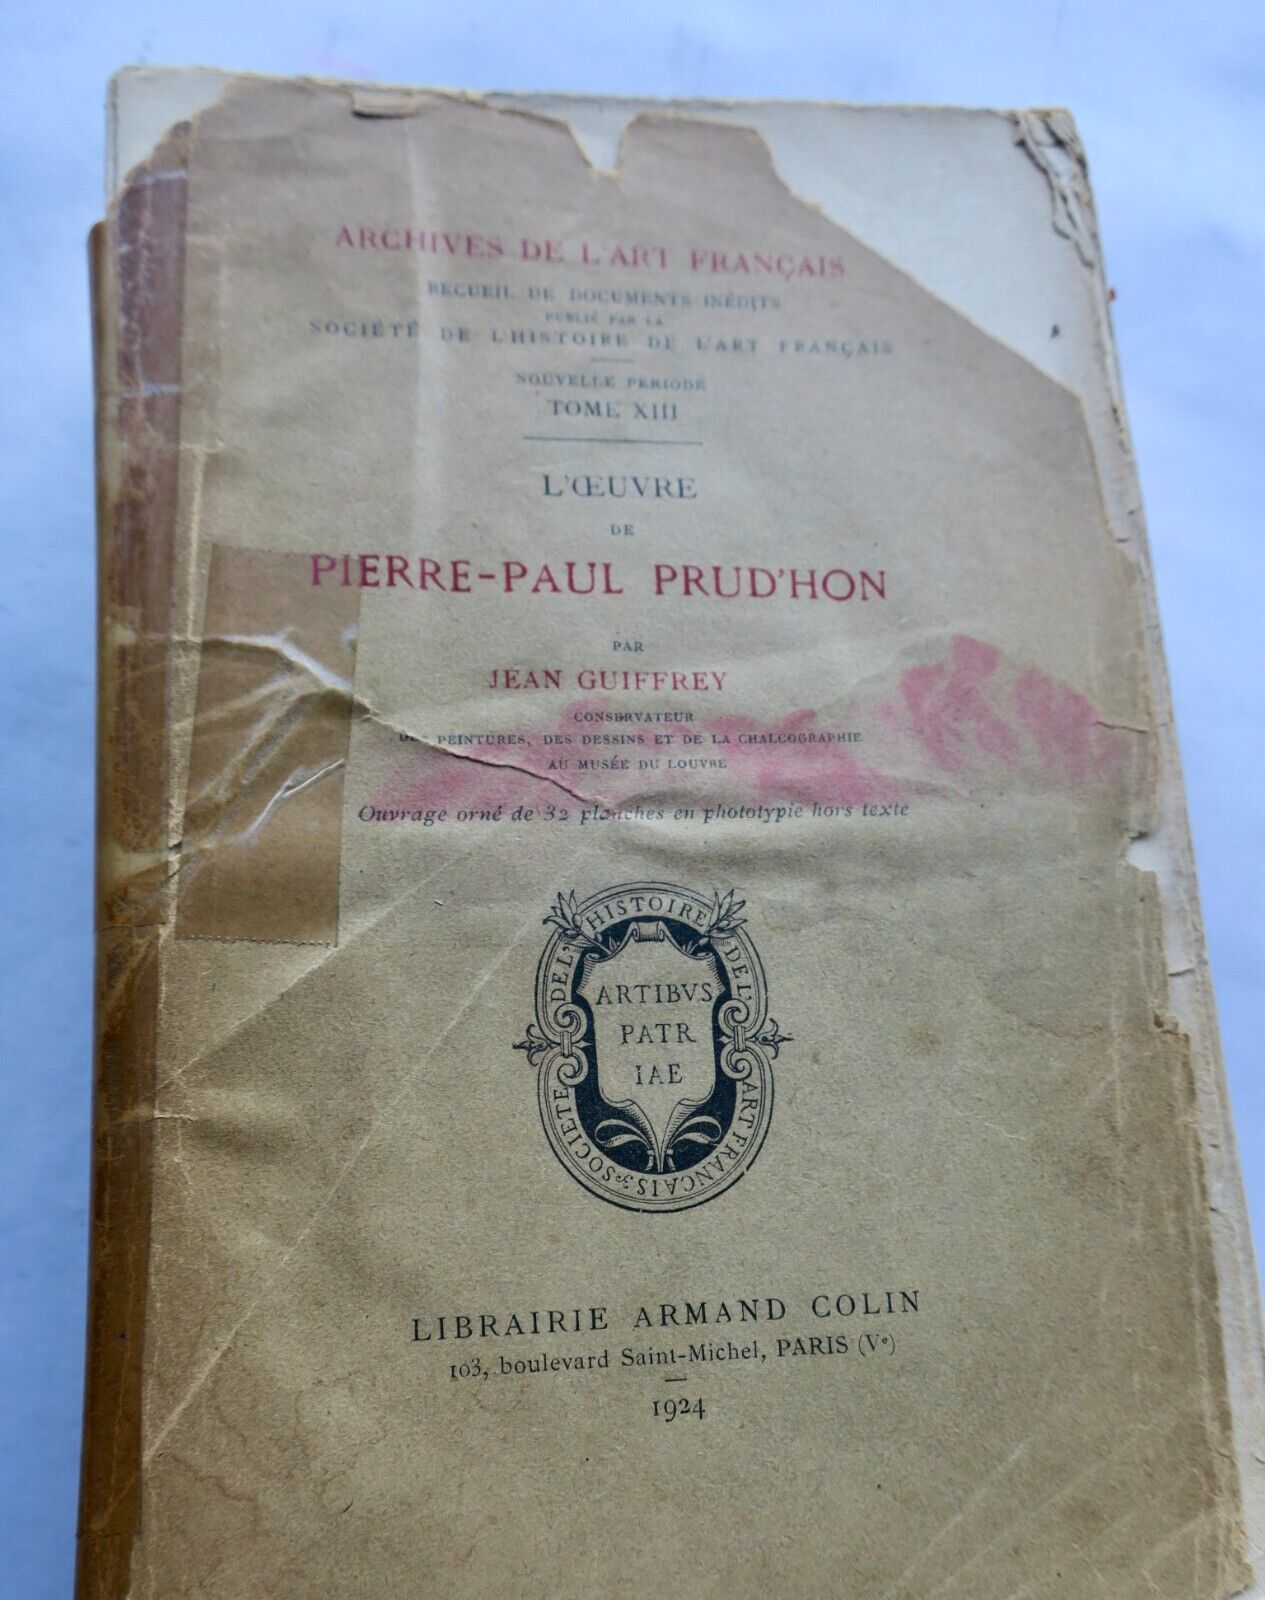 ARCHIVES DE L'ART FRANÇAIS
RECUEIL DE DOCUMENTS INÉDITS
PUBLIÉ PAR LA
SOCIÉTÉ DE L'HISTOIRE DE L'ART FRANÇAIS
NOUVELLE PÉRIODE
TOME XIII
L'ŒUVRE
DE
PIERRE-PAUL PRUD'HON
PAR
JEAN GUIFFREY
CONSERVATEUR
DES PEINTURES, DES DESSINS ET DE LA CHALCOGRAPHIE
AU MUSÉE DU LOUVRE
Ouvrage orné de 32 planches en phototypie hors texte
SOCIETE DE L'HISTOIRE DE L'ART FRANCAIS
ARTIBVS
PATR
IAE
LIBRAIRIE ARMAND COLIN
103, boulevard Saint-Michel, PARIS (Ve)
1924